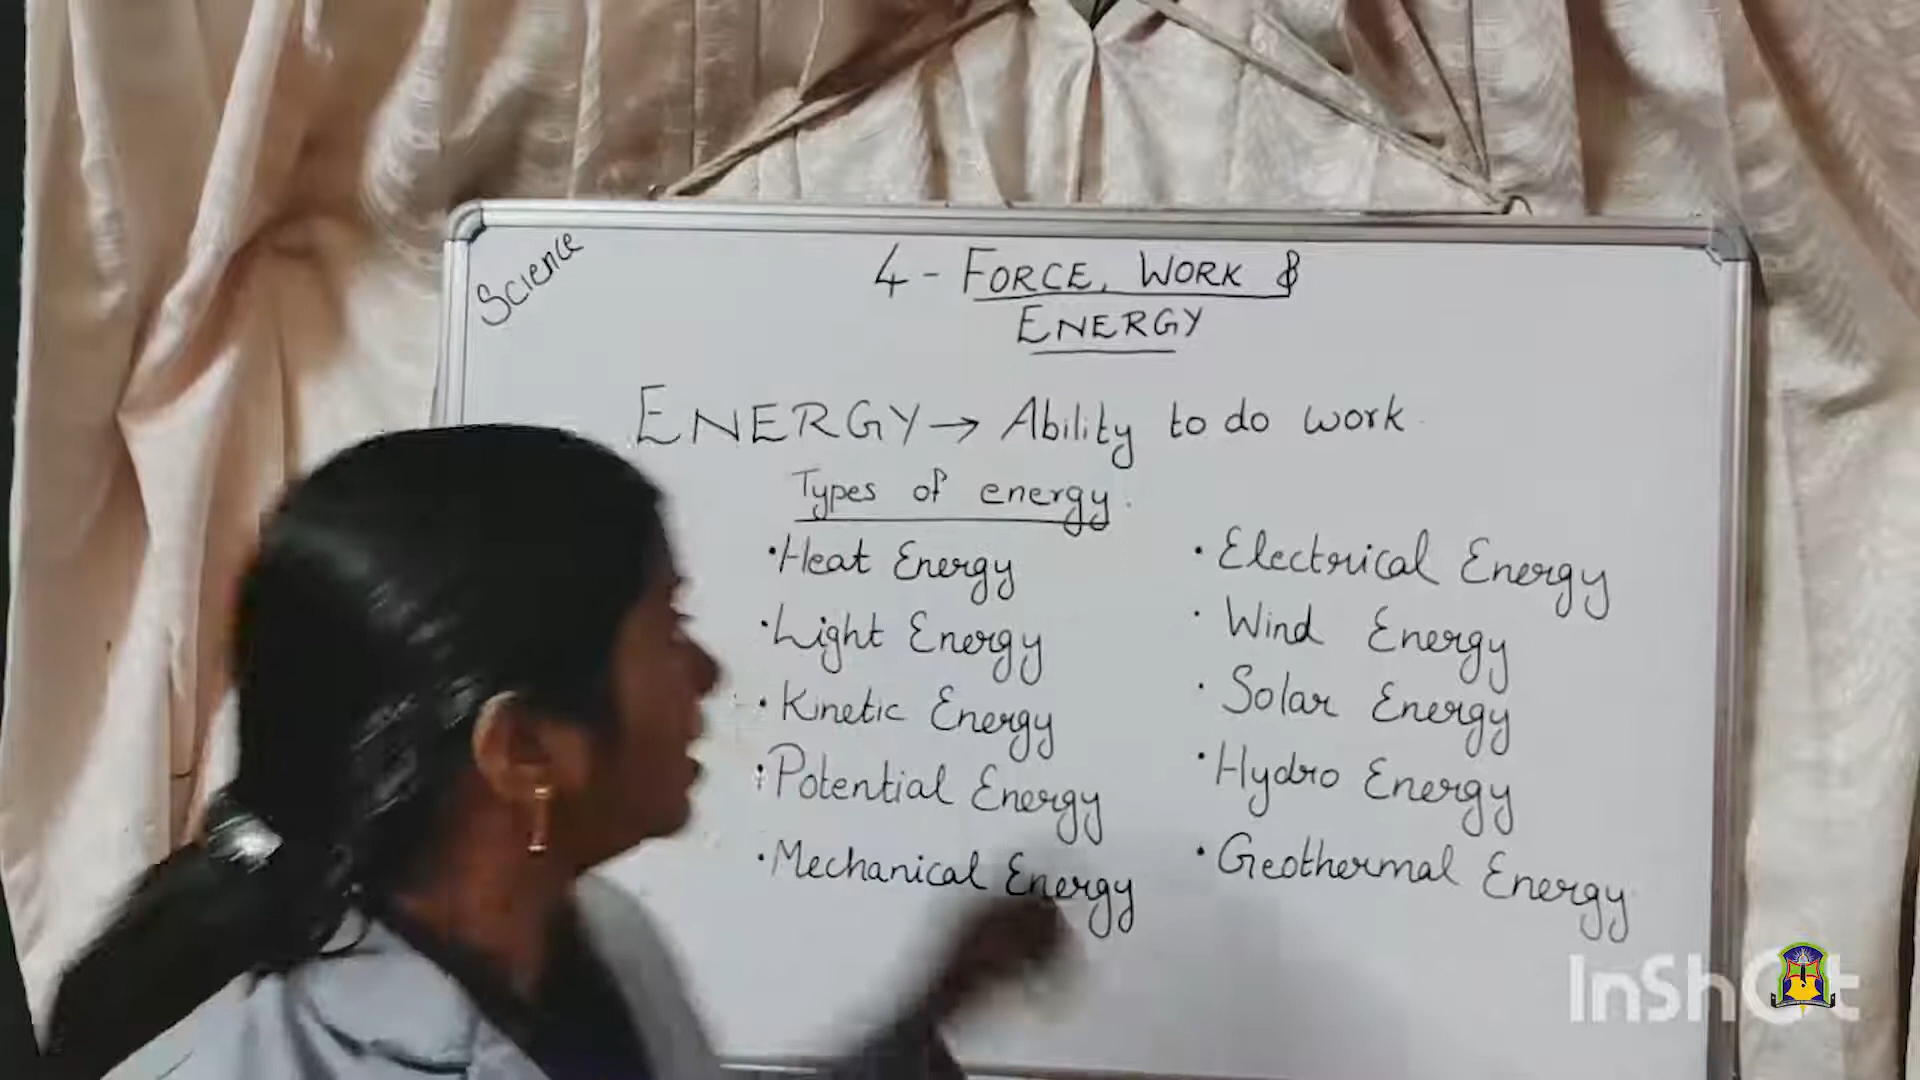 Science
4 - FORCE, WORK &
ENERGY
ENERGY → Ability to do work.
Types of energy.
• Heat Energy
• Light Energy
• Kinetic Energy
• Potential Energy
• Mechanical Energy
• Electrical Energy
• Wind Energy
• Solar Energy
• Hydro Energy
• Geothermal Energy
InShOt